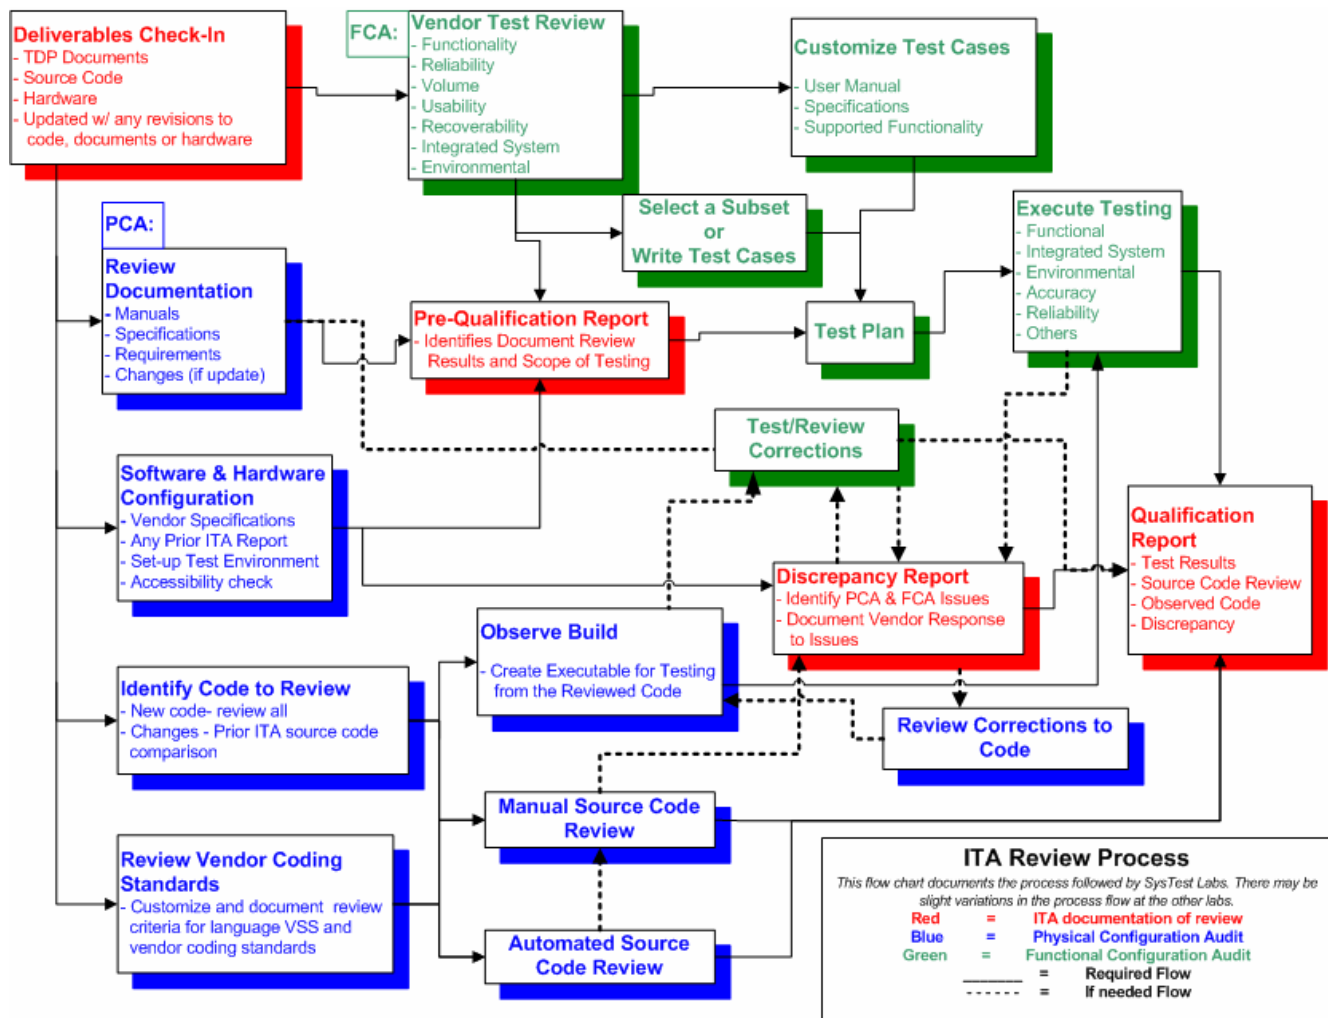 Deliverables Check-In
- TDP Documents
- Source Code
- Hardware
- Updated w/ any revisions to
code, documents or hardware
FCA:
Vendor Test Review
- Functionality
- Reliability
- Volume
- Usability
- Recoverability
- Integrated System
- Environmental
Customize Test Cases
- User Manual
- Specifications
- Supported Functionality
Select a Subset
or
Write Test Cases
Execute Testing
- Functional
- Integrated System
- Environmental
- Accuracy
- Reliability
- Others
PCA:
Review
Documentation
- Manuals
- Specifications
- Requirements
- Changes (if update)
Pre-Qualification Report
- Identifies Document Review
Results and Scope of Testing
Test Plan
Test/Review
Corrections
Software & Hardware
Configuration
- Vendor Specifications
- Any Prior ITA Report
- Set-up Test Environment
- Accessibility check
Qualification
Report
- Test Results
- Source Code Review
- Observed Code
- Discrepancy
Discrepancy Report
- Identify PCA & FCA Issues
- Document Vendor Response
to Issues
Observe Build
- Create Executable for Testing
from the Reviewed Code
Identify Code to Review
- New code- review all
- Changes - Prior ITA source code
comparison
Review Corrections to
Code
Manual Source Code
Review
Review Vendor Coding
Standards
- Customize and document review
criteria for language VSS and
vendor coding standards
Automated Source
Code Review
ITA Review Process
This flow chart documents the process followed by SysTest Labs. There may be
slight variations in the process flow at the other labs.
Red = ITA documentation of review
Blue = Physical Configuration Audit
Green = Functional Configuration Audit
_______ = Required Flow
------- = If needed Flow